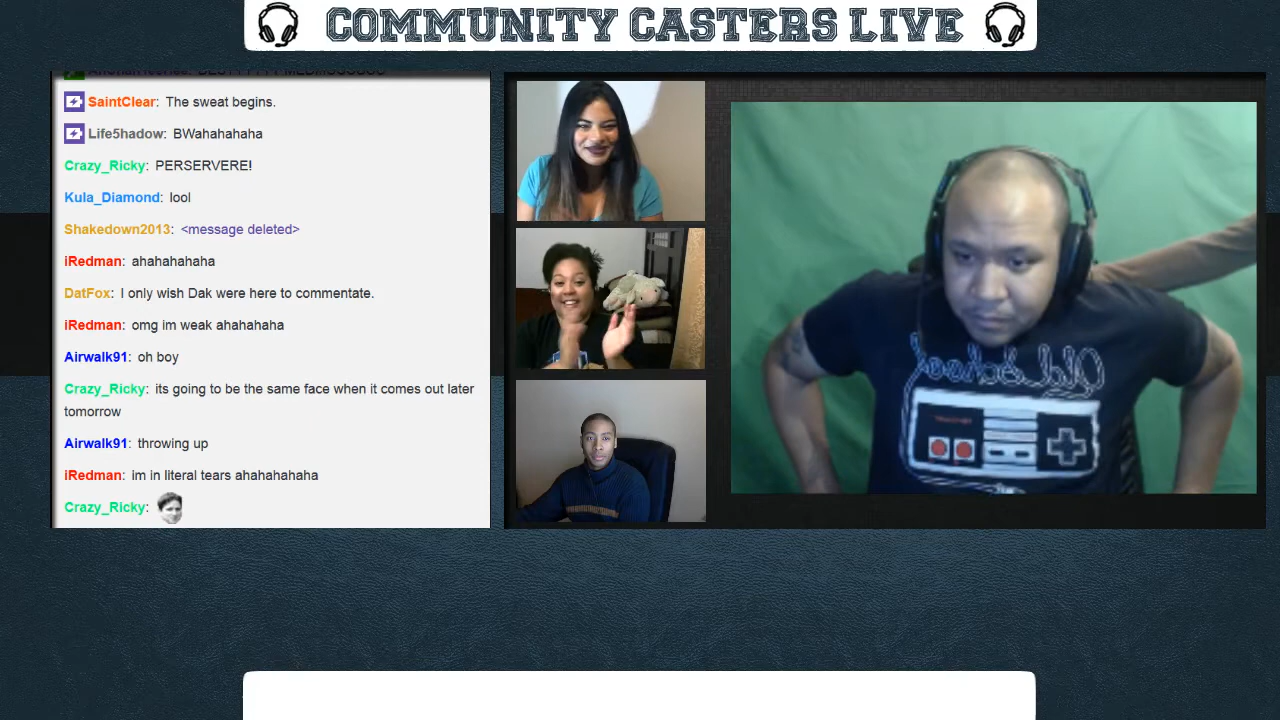 COMMUNITY CASTERS LIVE
SaintClear: The sweat begins.
Life5hadow: BWahahahaha
Crazy_Ricky: PERSERVERE!
Kula_Diamond: lool
Shakedown2013: <message deleted>
iRedman: ahahahahaha
DatFox: I only wish Dak were here to commentate.
iRedman: omg im weak ahahahaha
Airwalk91: oh boy
Crazy_Ricky: its going to be the same face when it comes out later
tomorrow
Airwalk91: throwing up
iRedman: im in literal tears ahahahahaha
Crazy_Ricky:
Old School